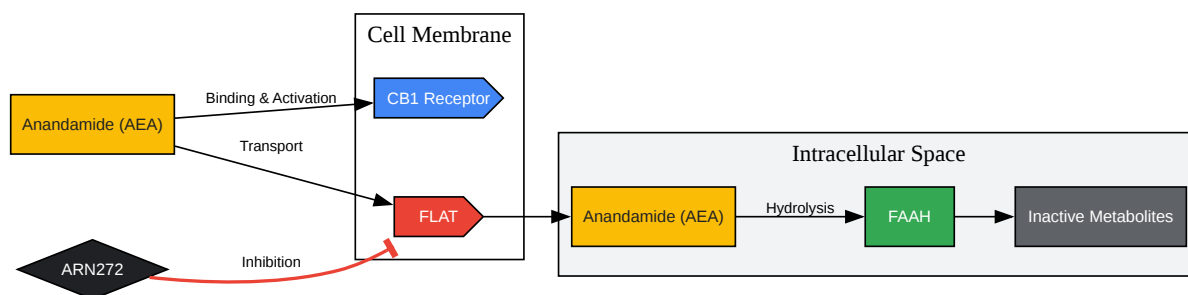 Cell Membrane
CB1 Receptor
Binding & Activation
Anandamide (AEA)
Transport
Intracellular Space
FLAT
Anandamide (AEA)
Hydrolysis
FAAH
Inactive Metabolites
ARN272
Inhibition